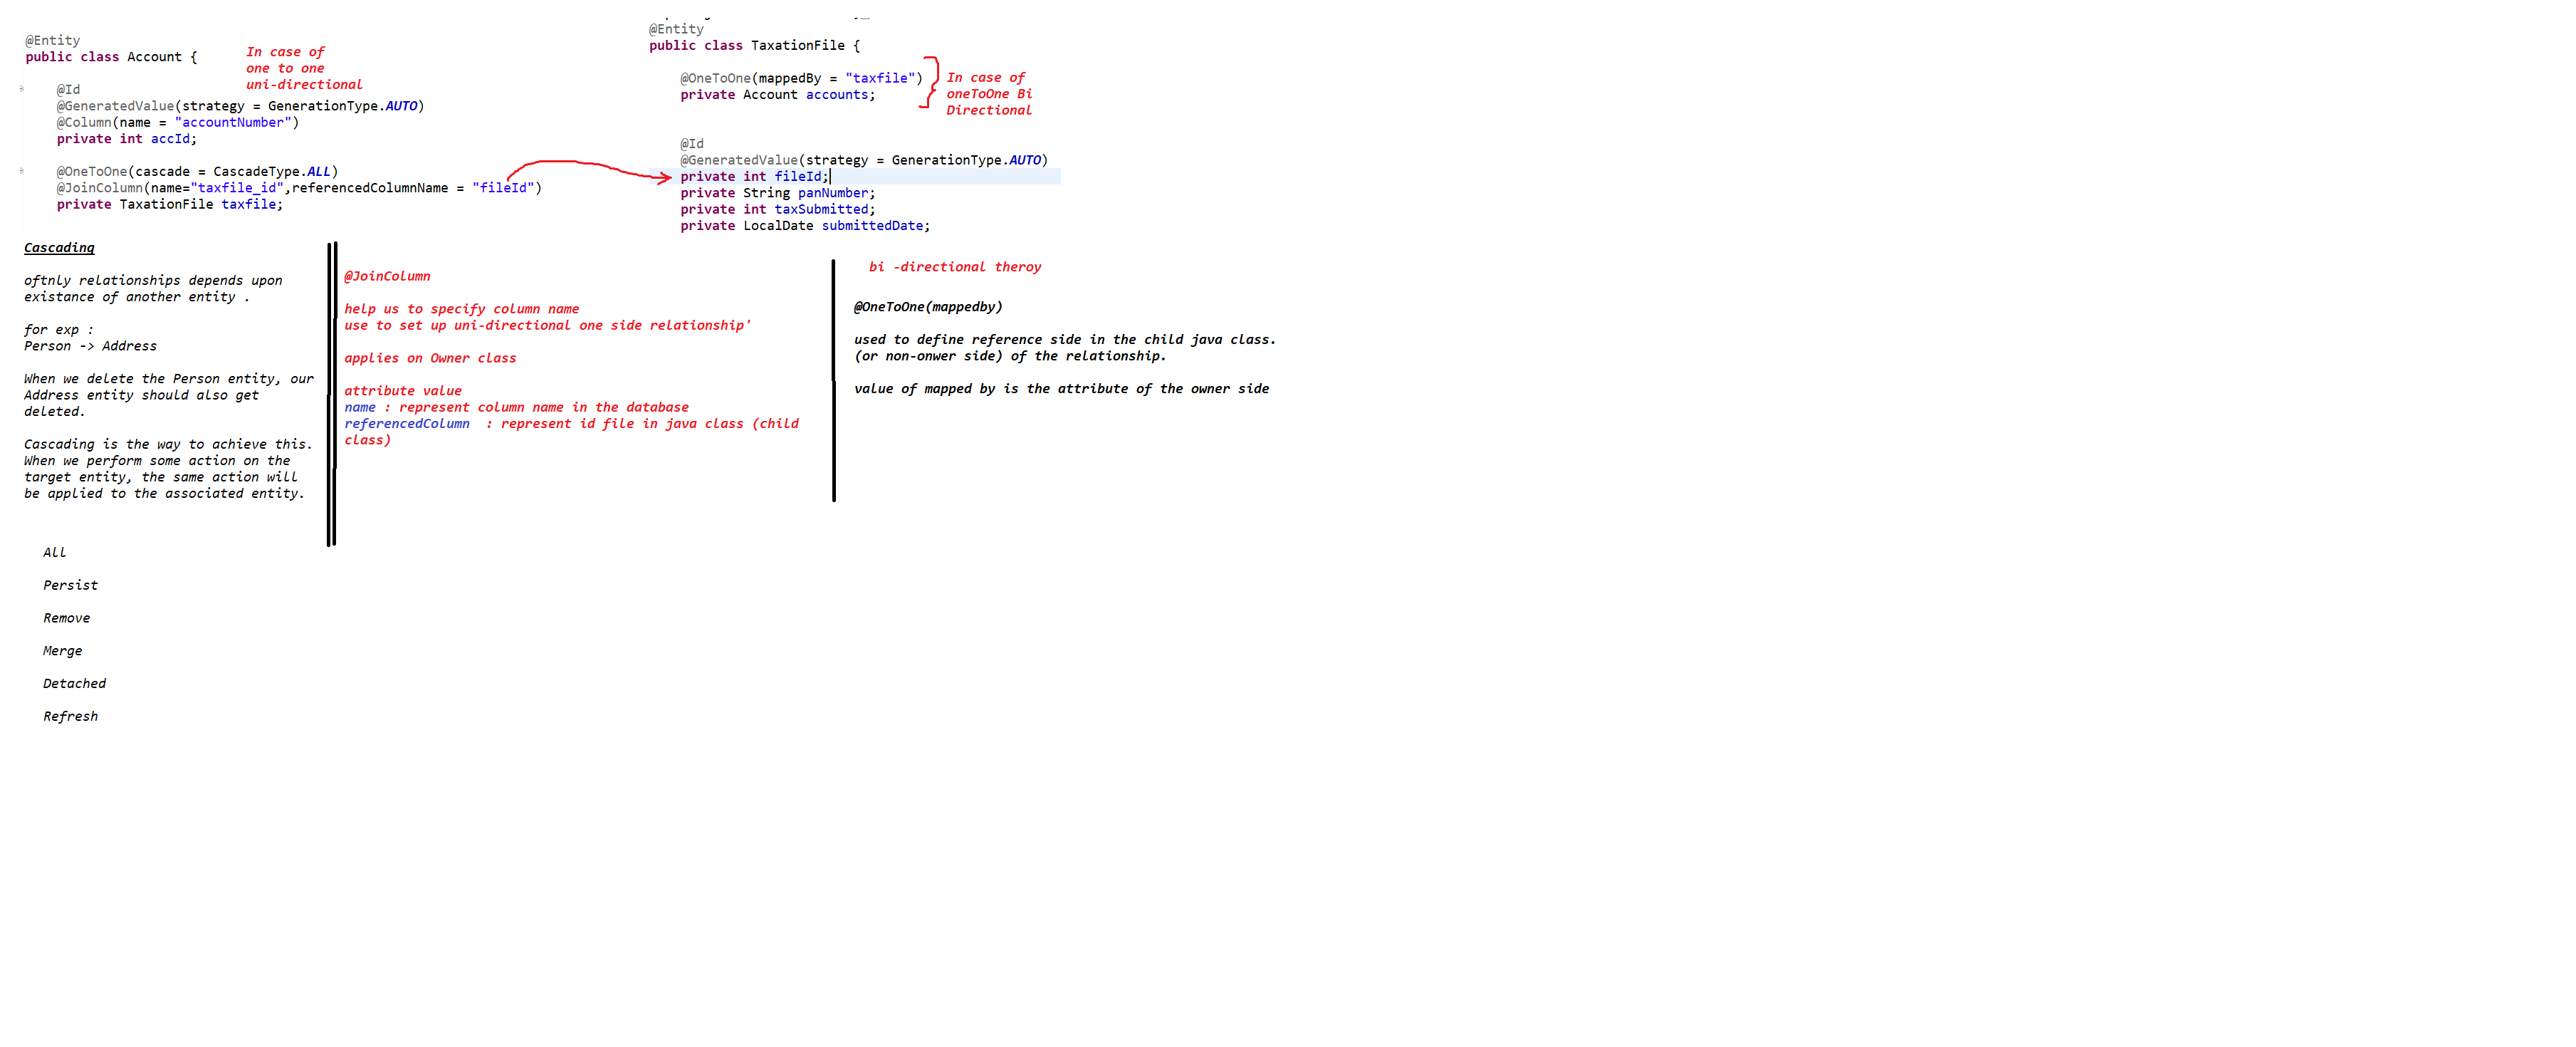 @Entity
public class Account {
In case of
one to one
uni-directional
@Id
@GeneratedValue(strategy = GenerationType.AUTO)
@Column(name = "accountNumber")
private int accId;
@OneToOne(cascade = CascadeType.ALL)
@JoinColumn(name="taxfile_id",referencedColumnName = "fileId")
private TaxationFile taxfile;
@Entity
public class TaxationFile {
@OneToOne(mappedBy = "taxfile")
private Account accounts;
In case of
oneToOne Bi
Directional
@Id
@GeneratedValue(strategy = GenerationType.AUTO)
private int fileId;
private String panNumber;
private int taxSubmitted;
private LocalDate submittedDate;
Cascading
oftnly relationships depends upon
existance of another entity .
for exp :
Person -> Address
When we delete the Person entity, our
Address entity should also get
deleted.
Cascading is the way to achieve this.
When we perform some action on the
target entity, the same action will
be applied to the associated entity.
All
Persist
Remove
Merge
Detached
Refresh
@JoinColumn
help us to specify column name
use to set up uni-directional one side relationship'
applies on Owner class
attribute value
name : represent column name in the database
referencedColumn  : represent id file in java class (child
class)
bi -directional theroy
@OneToOne(mappedby)
used to define reference side in the child java class.
(or non-onwer side) of the relationship.
value of mapped by is the attribute of the owner side